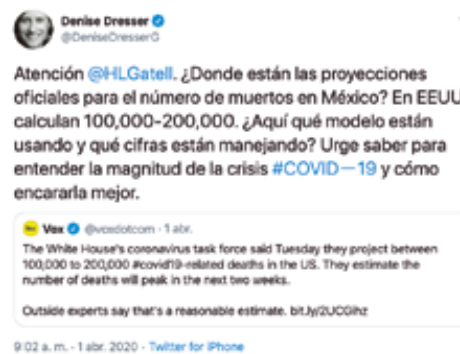 Denise Dresser
@DeniseDresserG
Atención @HLGatell. ¿Donde están las proyecciones
oficiales para el número de muertos en México? En EEUU
calculan 100,000-200,000. ¿Aquí qué modelo están
usando y qué cifras están manejando? Urge saber para
entender la magnitud de la crisis #COVID—19 y cómo
encararla mejor.
Vox @voxdotcom · 1 abr.
The White House's coronavirus task force said Tuesday they project between
100,000 to 200,000 #covid19-related deaths in the US. They estimate the
number of deaths will peak in the next two weeks.
Outside experts say that's a reasonable estimate. bit.ly/2UCGihz
9:02 a. m. · 1 abr. 2020 · Twitter for iPhone